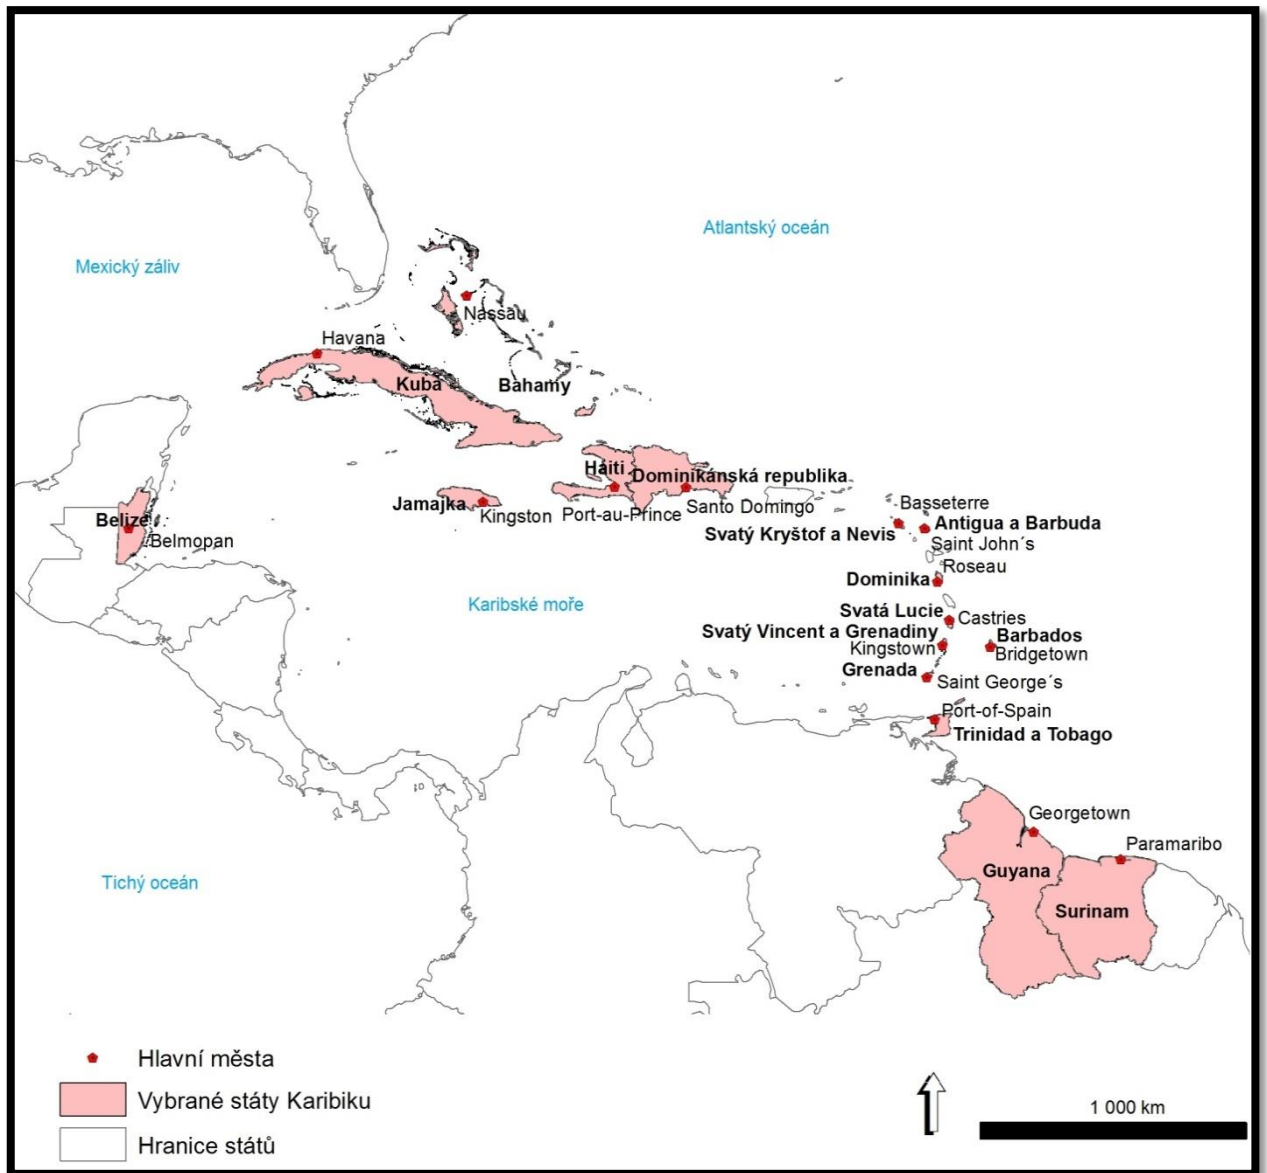 Atlantský oceán
Mexický záliv
Nassau
Havana
Kuba
Bahamy
Haiti
Dominikánská republika
Jamajka
Kingston
Port-au-Prince
Santo Domingo
Basseterre
Antigua a Barbuda
Svatý Kryštof a Nevis
Saint John´s
Belize
Belmopan
Roseau
Dominika
Karibské moře
Svatá Lucie
Castries
Svatý Vincent a Grenadiny
Barbados
Kingstown
Bridgetown
Grenada
Saint George´s
Port-of-Spain
Trinidad a Tobago
Georgetown
Paramaribo
Guyana
Tichý oceán
Surinam
Hlavní města
Vybrané státy Karibiku
1 000 km
Hranice států